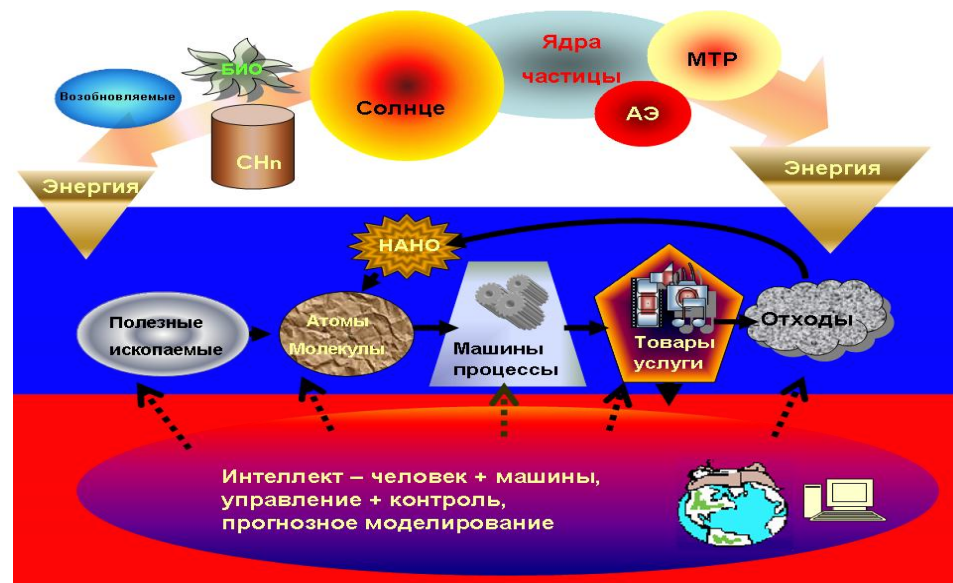 Ядра
частицы
МТР
БИО
Возобновляемые
Солнце
АЭ
CHn
Энергия
Энергия
НАНО
Полезные
ископаемые
Атомы
Молекулы
Машины
процессы
Товары
услуги
Отходы
Интеллект – человек + машины,
управление + контроль,
прогнозное моделирование